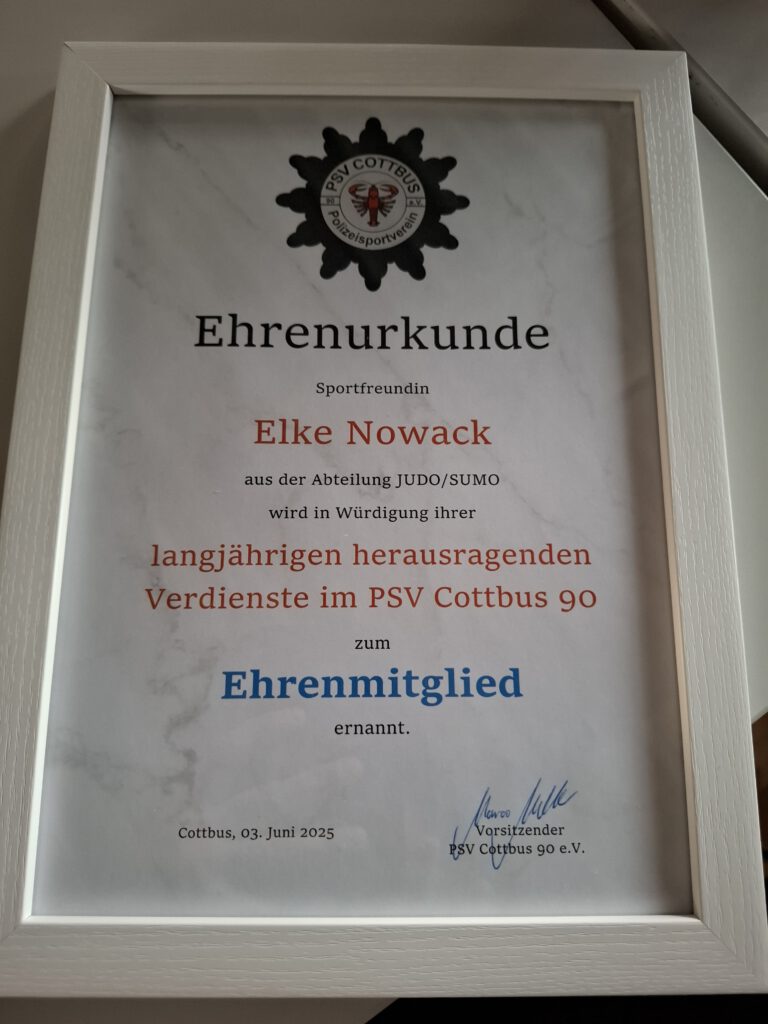 PSV COTTBUS
90 e.V.
Polizeisportverein
Ehrenurkunde
Sportfreundin
Elke Nowack
aus der Abteilung JUDO/SUMO
wird in Würdigung ihrer
langjährigen herausragenden
Verdienste im PSV Cottbus 90
zum
Ehrenmitglied
ernannt.
Cottbus, 03. Juni 2025
Vorsitzender
PSV Cottbus 90 e.V.